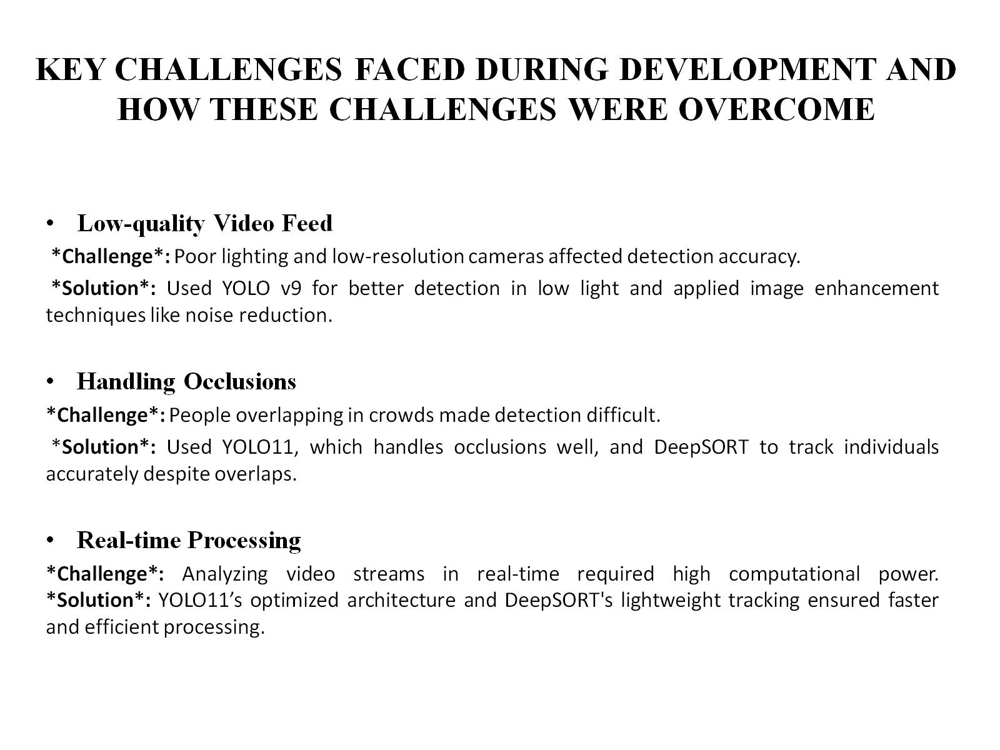 KEY CHALLENGES FACED DURING DEVELOPMENT AND
HOW THESE CHALLENGES WERE OVERCOME
• Low-quality Video Feed
*Challenge*: Poor lighting and low-resolution cameras affected detection accuracy.
*Solution*: Used YOLO v9 for better detection in low light and applied image enhancement
techniques like noise reduction.
• Handling Occlusions
*Challenge*: People overlapping in crowds made detection difficult.
*Solution*: Used YOLO11, which handles occlusions well, and DeepSORT to track individuals
accurately despite overlaps.
• Real-time Processing
*Challenge*: Analyzing video streams in real-time required high computational power.
*Solution*: YOLO11’s optimized architecture and DeepSORT's lightweight tracking ensured faster
and efficient processing.